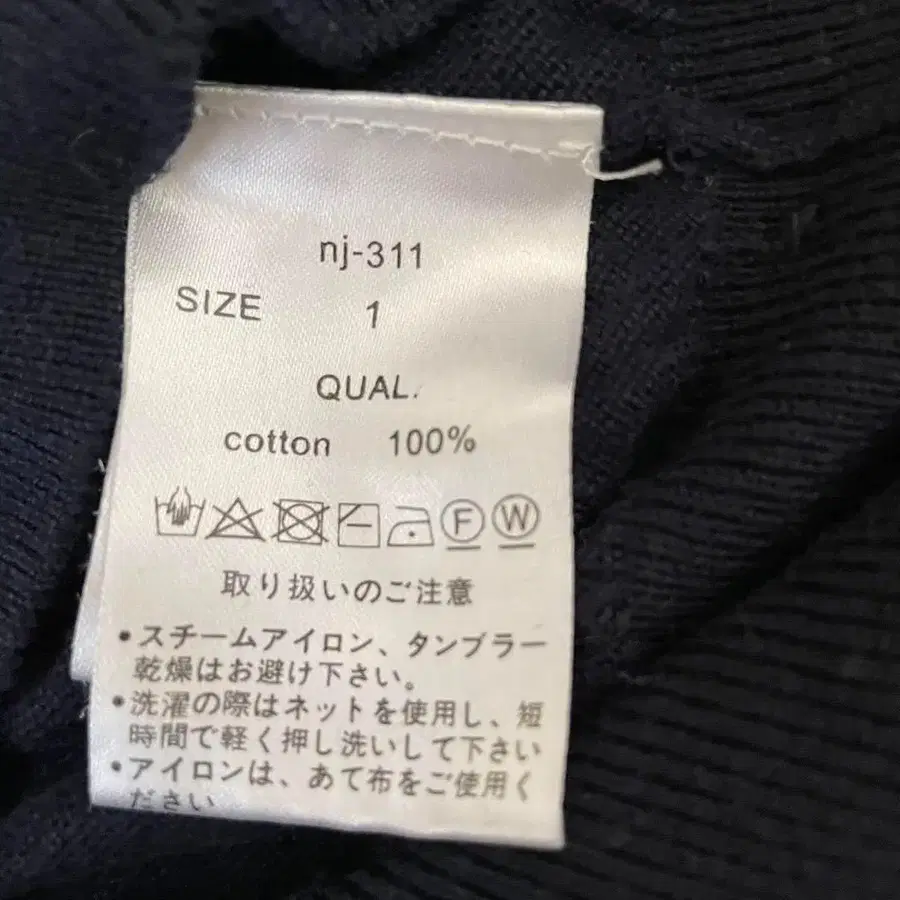 nj-311
SIZE 1
QUAL.
cotton 100%
F W
取り扱いのご注意
•スチームアイロン、タンブラー
乾燥はお避け下さい。
•洗濯の際はネットを使用し、短
時間で軽く押し洗いして下さい
•アイロンは、あて布をご使用く
ださい